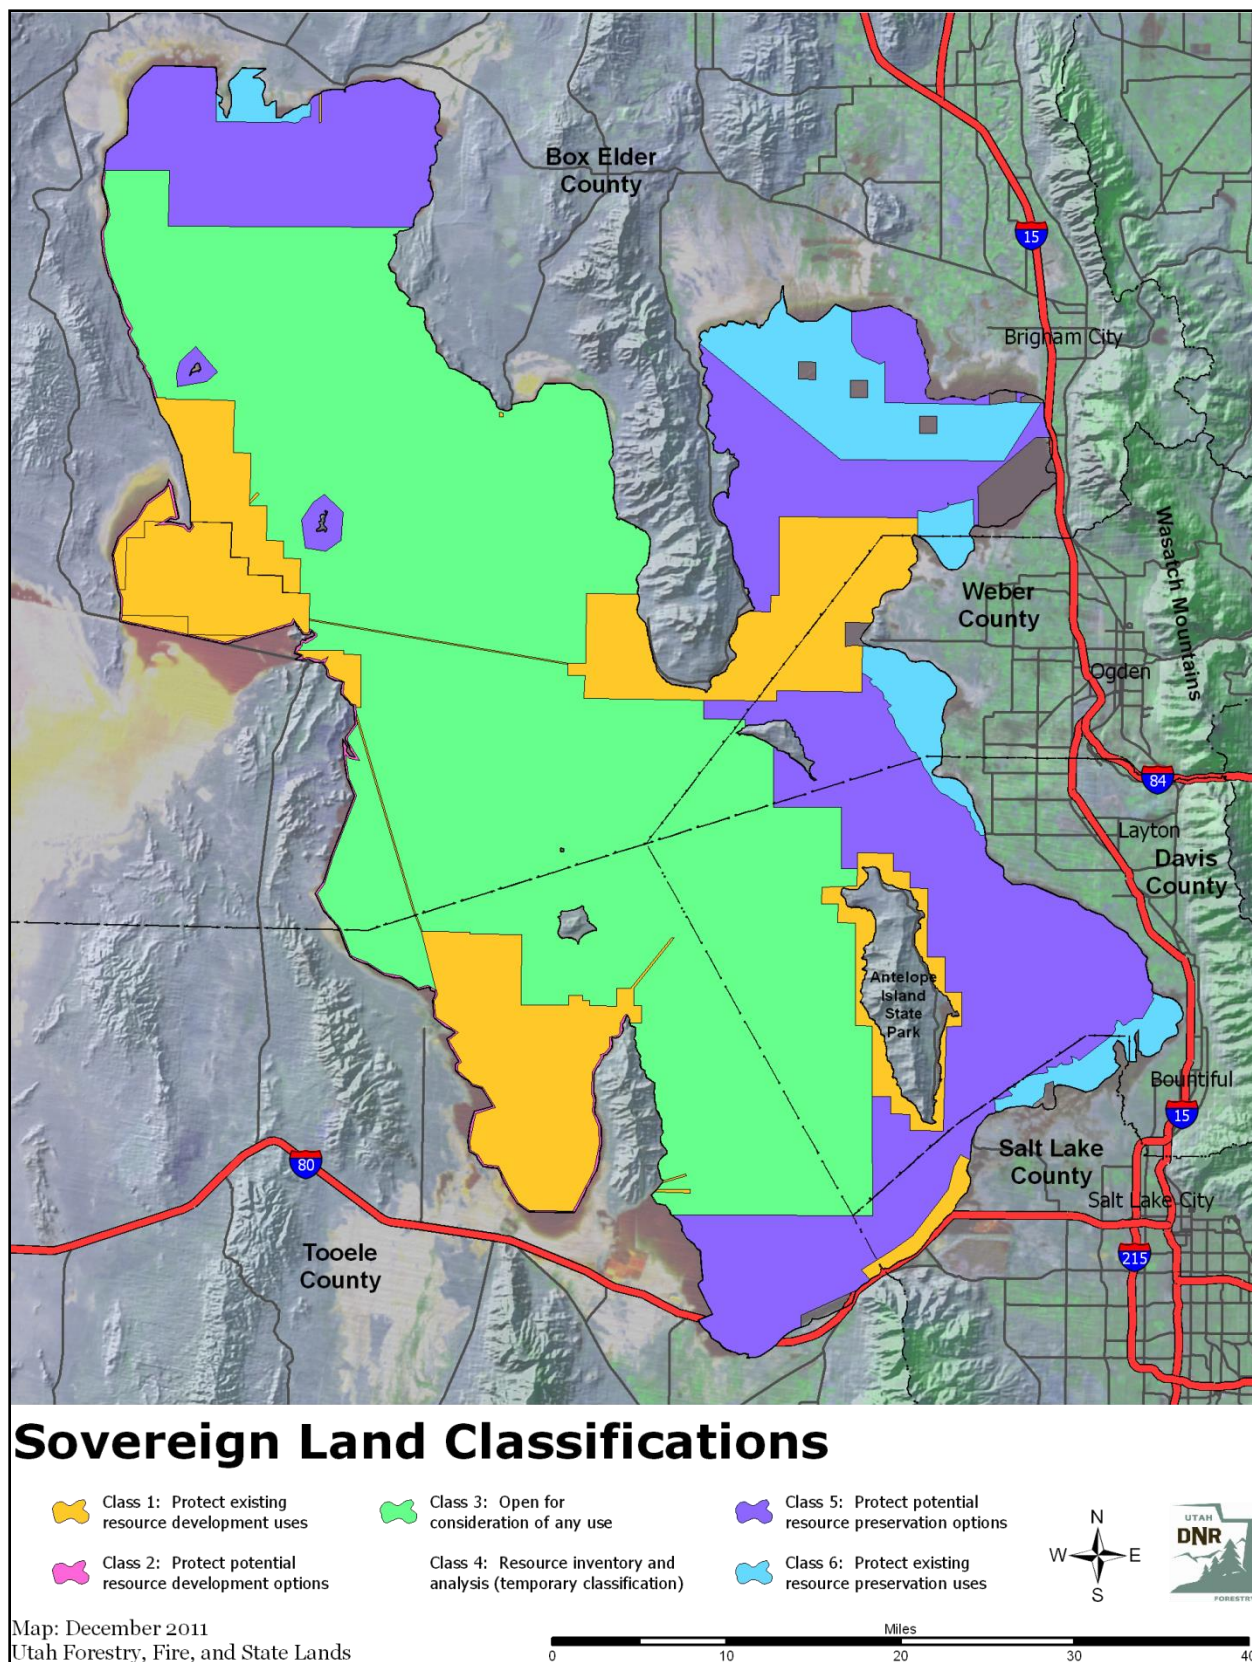 Box Elder
County
15
Brigham City
Wasatch Mountains
Weber
County
Ogden
84
Layton
Davis
County
Antelope
Island
State
Park
Bountiful
15
Salt Lake
County
80
Salt Lake City
Tooele
County
215
Sovereign Land Classifications
Class 1: Protect existing
resource development uses
Class 2: Protect potential
resource development options
Class 3: Open for
consideration of any use
Class 4: Resource inventory and
analysis (temporary classification)
Class 5: Protect potential
resource preservation options
Class 6: Protect existing
resource preservation uses
N
W E
S
UTAH
DNR
FORESTRY
Map: December 2011
Utah Forestry, Fire, and State Lands
Miles
0 10 20 30 40